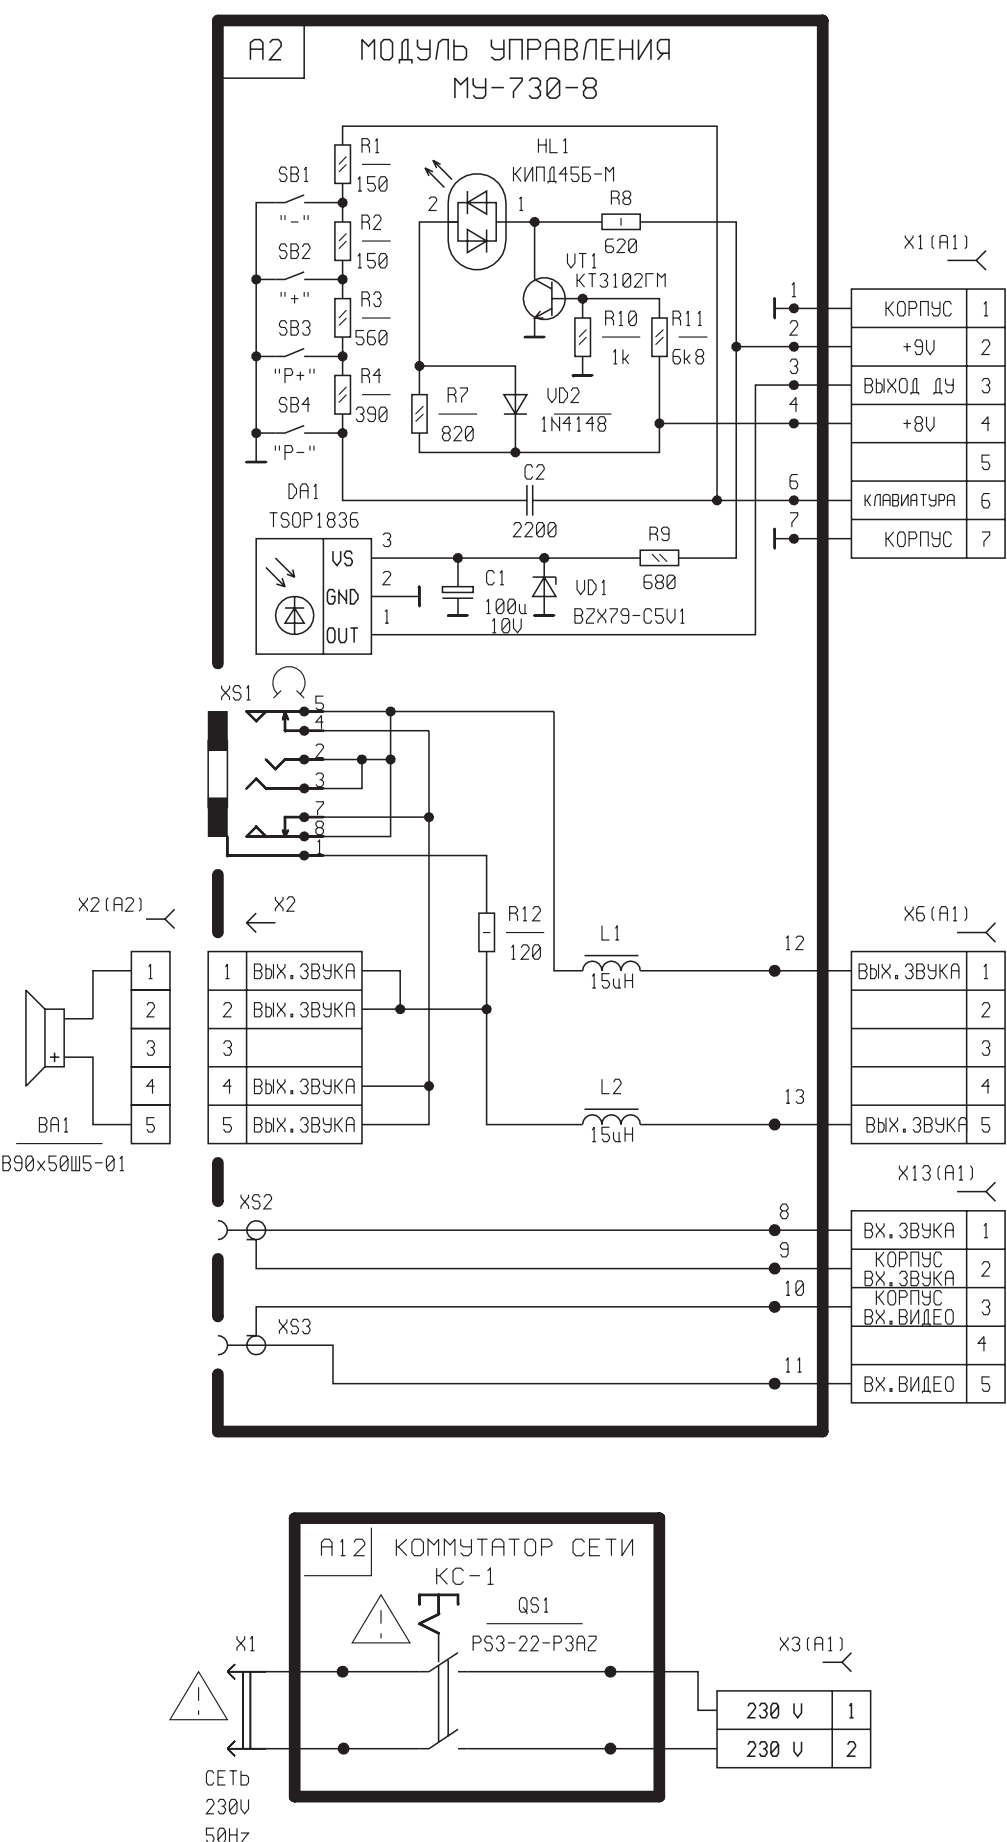 А2
МОДУЛЬ УПРАВЛЕНИЯ
МУ-730-8
R1
150
SB1
"-"
R2
150
SB2
"+"
R3
560
SB3
"P+"
R4
390
SB4
"P-"
HL1
КИПД45Б-М
2
1
R8
620
VT1
КТ3102ГМ
R10
1k
R11
6k8
R7
820
VD2
1N4148
C2
2200
DA1
TSOP1836
VS
GND
OUT
3
2
1
C1
100u
10V
VD1
BZX79-C5V1
R9
680
1
2
3
4
6
7
X1(A1)
КОРПУС 1
+9V 2
ВЫХОД ДУ 3
+8V 4
5
КЛАВИАТУРА 6
КОРПУС 7
XS1
5
4
2
3
7
8
1
X2(A2)
1
2
3
4
5
BA1
В90х50Ш5-01
X2
1 ВЫХ.ЗВУКА
2 ВЫХ.ЗВУКА
3
4 ВЫХ.ЗВУКА
5 ВЫХ.ЗВУКА
R12
120
L1
15uH
L2
15uH
12
13
X6(A1)
ВЫХ.ЗВУКА 1
2
3
4
ВЫХ.ЗВУКА 5
XS2
XS3
8
9
10
11
X13(A1)
ВХ.ЗВУКА 1
КОРПУС
ВХ.ЗВУКА 2
КОРПУС
ВХ.ВИДЕО 3
4
ВХ.ВИДЕО 5
А12
КОММУТАТОР СЕТИ
КС-1
QS1
PS3-22-P3AZ
!
X1
!
СЕТЬ
230V
50Hz
X3(A1)
230 V 1
230 V 2